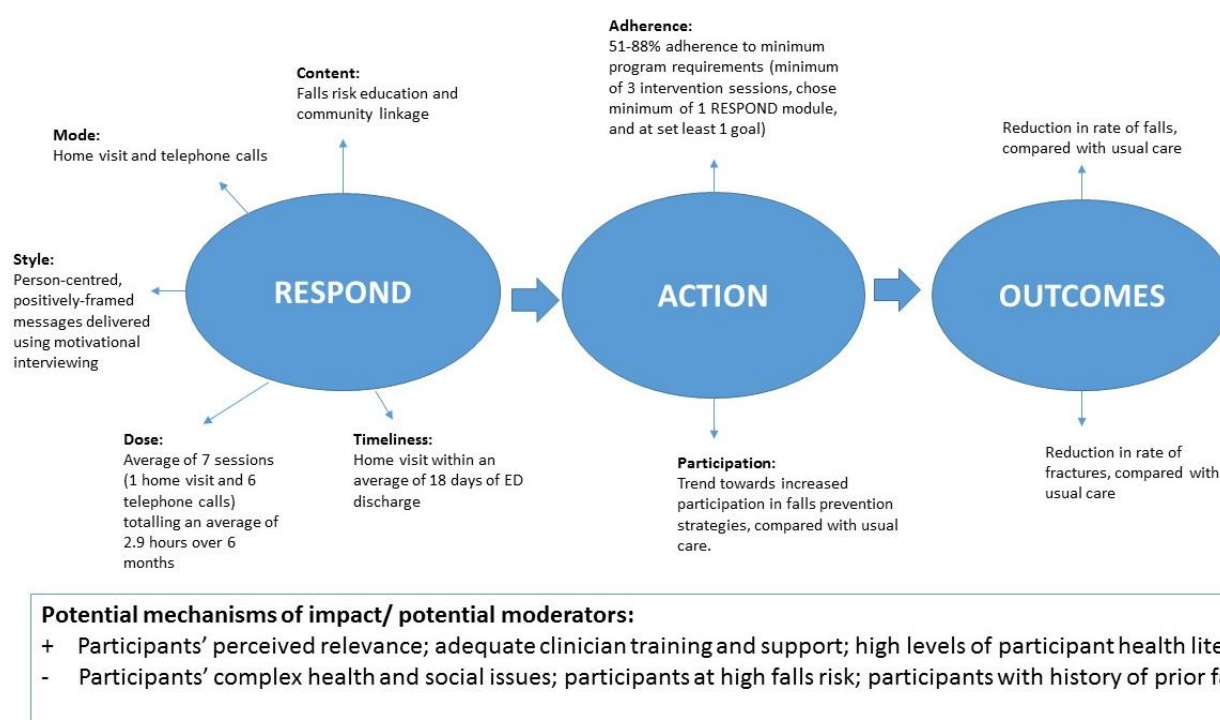 Adherence:
51-88% adherence to minimum
program requirements (minimum
of 3 intervention sessions, chose
minimum of 1 RESPOND module,
and at set least 1 goal)
Content:
Falls risk education and
community linkage
Mode:
Home visit and telephone calls
Reduction in rate of falls,
compared with usual care
Style:
Person-centred,
positively-framed
messages delivered
using motivational
interviewing
RESPOND
ACTION
OUTCOMES
Dose:
Average of 7 sessions
(1 home visit and 6
telephone calls)
totalling an average of
2.9 hours over 6
months
Timeliness:
Home visit within an
average of 18 days of ED
discharge
Participation:
Trend towards increased
participation in falls prevention
strategies, compared with usual
care.
Reduction in rate of
fractures, compared with
usual care
Potential mechanisms of impact/ potential moderators:
+ Participants' perceived relevance; adequate clinician training and support; high levels of participant health
- Participants' complex health and social issues; participants at high falls risk; participants with history of prior